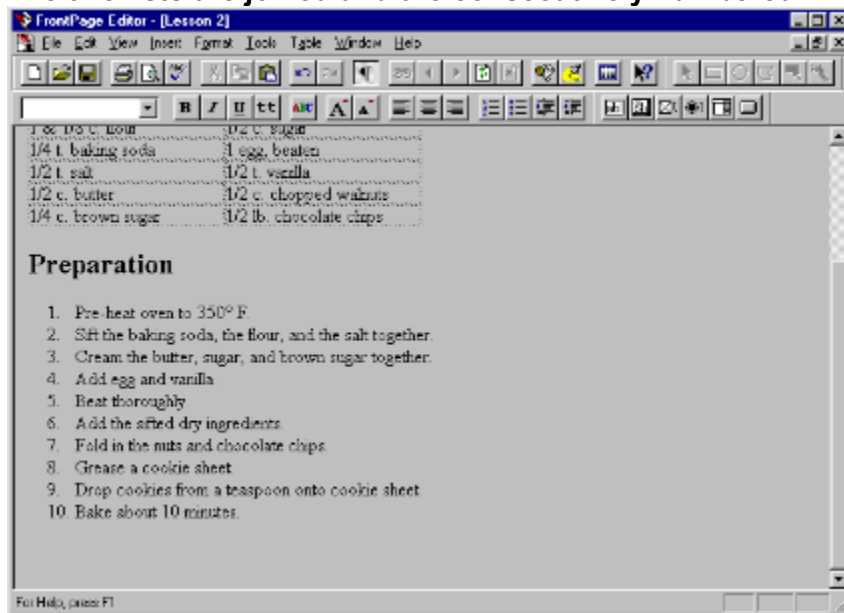 FrontPage Editor - [Lesson 2]
File Edit View Insert Format Tools Table Window Help
B I U tt ABC A A
1/2 c. sugar
1/4 t. baking soda 1 egg, beaten
1/2 t. salt 1/2 t. vanilla
1/2 c. butter 1/2 c. chopped walnuts
1/4 c. brown sugar 1/2 lb. chocolate chips
Preparation
1. Pre-heat oven to 350° F.
2. Sift the baking soda, the flour, and the salt together.
3. Cream the butter, sugar, and brown sugar together.
4. Add egg and vanilla.
5. Beat thoroughly.
6. Add the sifted dry ingredients.
7. Fold in the nuts and chocolate chips
8. Grease a cookie sheet
9. Drop cookies from a teaspoon onto cookie sheet
10. Bake about 10 minutes.
For Help, press F1